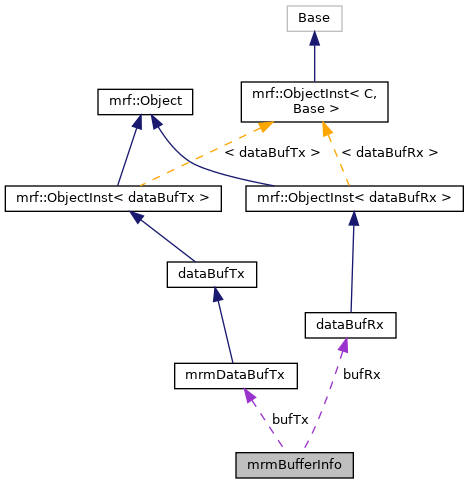 Base
mrf::Object
mrf::ObjectInst< C,
Base >
< dataBufTx >
< dataBufRx >
mrf::ObjectInst< dataBufTx >
mrf::ObjectInst< dataBufRx >
dataBufTx
dataBufRx
mrmDataBufTx
bufRx
bufTx
mrmBufferInfo